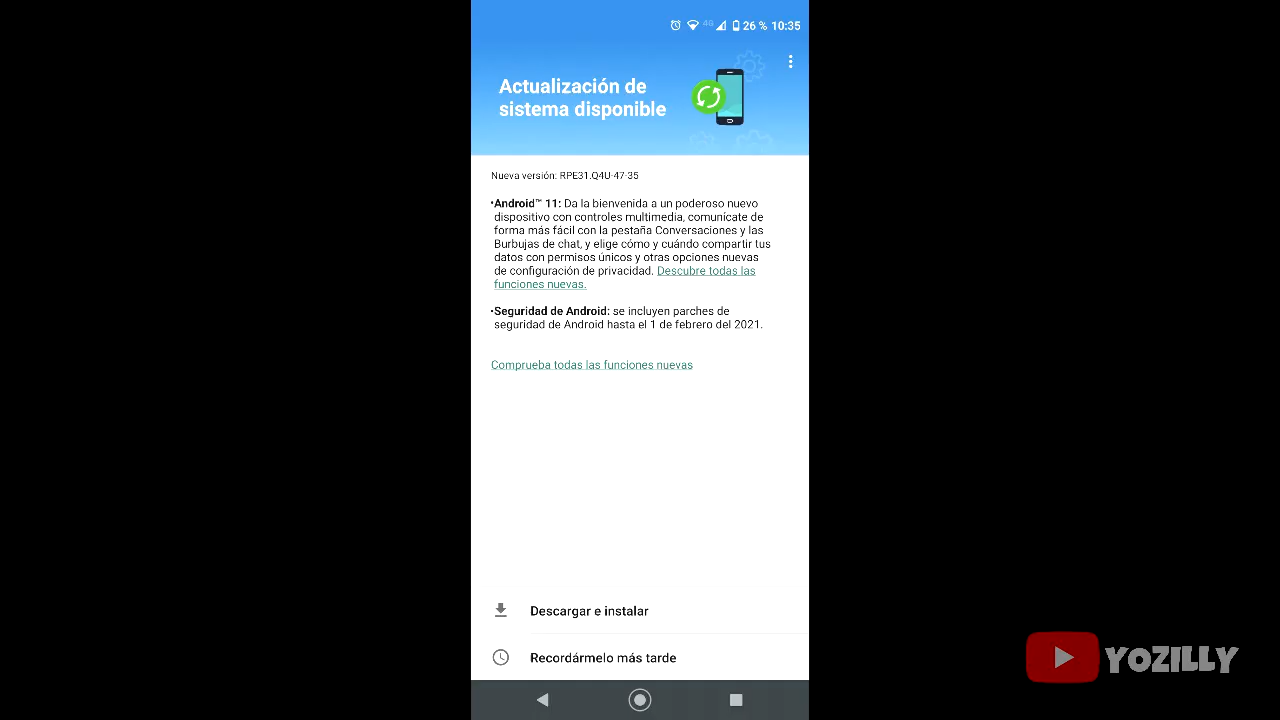 4G 26 % 10:35
Actualización de
sistema disponible
Nueva versión: RPE31.Q4U-47-35
•Android™ 11: Da la bienvenida a un poderoso nuevo
dispositivo con controles multimedia, comunícate de
forma más fácil con la pestaña Conversaciones y las
Burbujas de chat, y elige cómo y cuándo compartir tus
datos con permisos únicos y otras opciones nuevas
de configuración de privacidad. Descubre todas las
funciones nuevas.
•Seguridad de Android: se incluyen parches de
seguridad de Android hasta el 1 de febrero del 2021.
Comprueba todas las funciones nuevas
Descargar e instalar
Recordármelo más tarde
YOZILLY